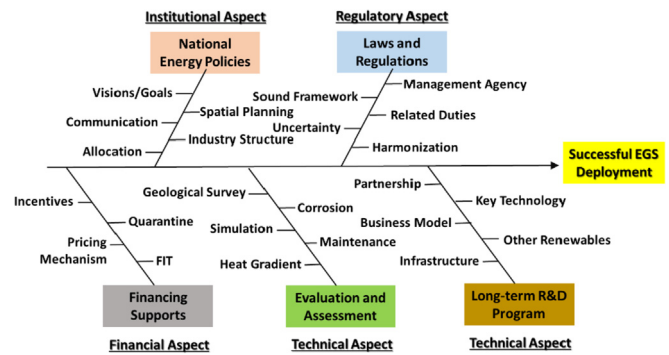 Institutional Aspect
Regulatory Aspect
National
Energy Policies
Laws and
Regulations
Visions/Goals
Spatial Planning
Communication
Industry Structure
Allocation
Management Agency
Sound Framework
Related Duties
Uncertainty
Harmonization
Successful EGS
Deployment
Incentives
Quarantine
Pricing
Mechanism
FIT
Geological Survey
Corrosion
Simulation
Maintenance
Heat Gradient
Partnership
Key Technology
Business Model
Other Renewables
Infrastructure
Financing
Supports
Evaluation and
Assessment
Long-term R&D
Program
Financial Aspect
Technical Aspect
Technical Aspect